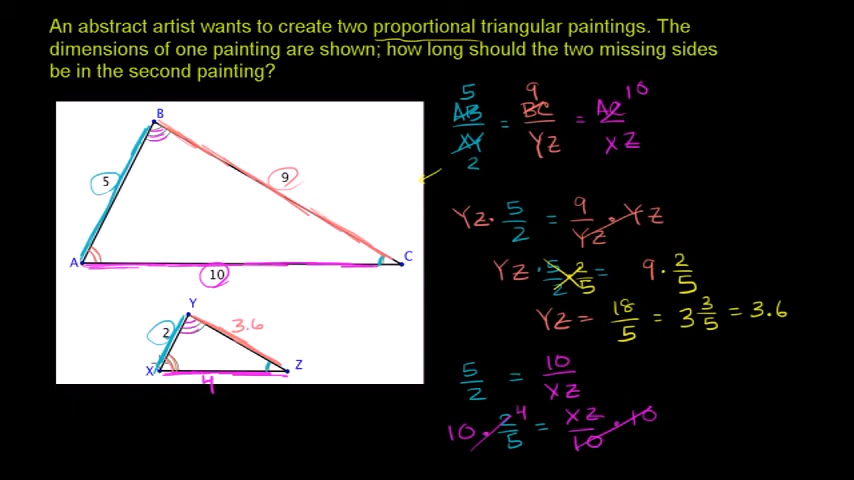 An abstract artist wants to create two proportional triangular paintings. The
dimensions of one painting are shown; how long should the two missing sides
be in the second painting?
B
5
9
A
C
10
Y
2
3.6
X
Z
4
5 9 10
AB/XY = BC/YZ = AC/XZ
2
YZ · 5/2 = 9/YZ · YZ
YZ · 5/2 · 2/5 = 9 · 2/5
YZ = 18/5 = 3 3/5 = 3.6
5/2 = 10/XZ
10 · 2/5 4 = XZ/10 · 10